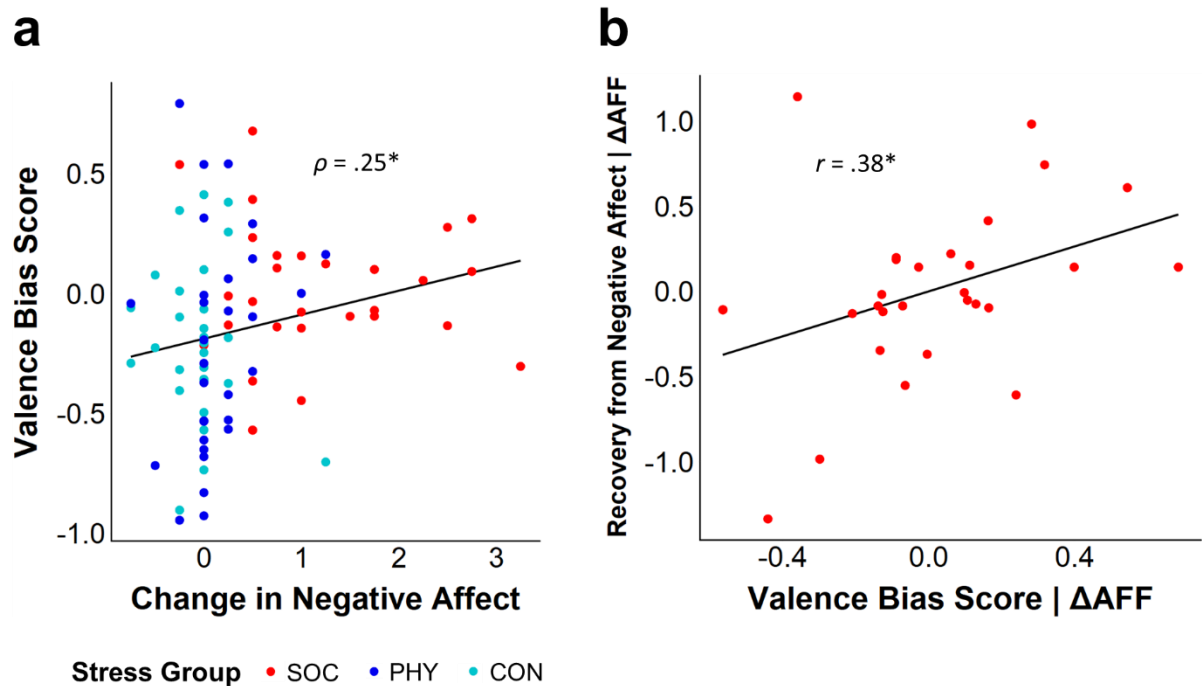 a
Valence Bias Score
0.5
0.0
-0.5
-1.0
ρ = .25*
0 1 2 3
Change in Negative Affect
Stress Group SOC PHY CON
b
Recovery from Negative Affect | ΔAFF
1.0
0.5
0.0
-0.5
-1.0
r = .38*
-0.4 0.0 0.4
Valence Bias Score | ΔAFF